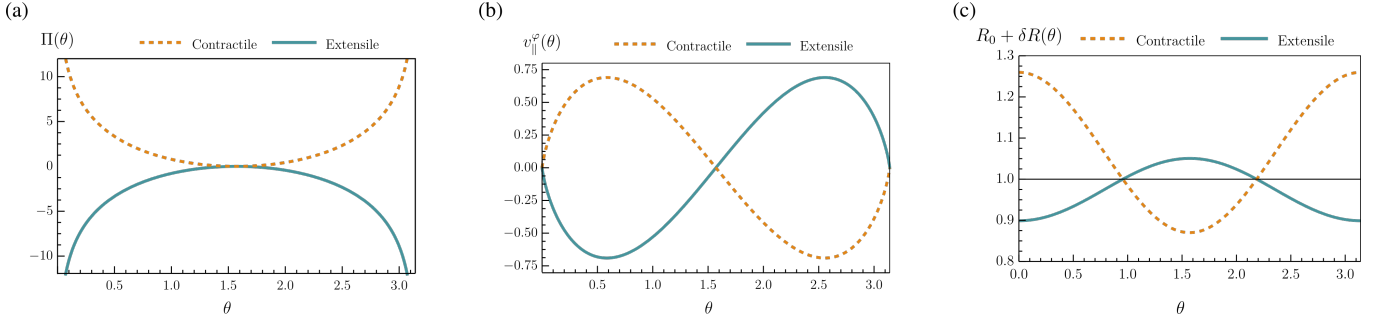 (a)
Π(θ)
Contractile
Extensile
10
5
0
−5
−10
0.5 1.0 1.5 2.0 2.5 3.0
θ
(b)
v∥^φ(θ)
Contractile
Extensile
0.75
0.50
0.25
0.00
−0.25
−0.50
−0.75
0.5 1.0 1.5 2.0 2.5 3.0
θ
(c)
R₀ + δR(θ)
Contractile
Extensile
1.3
1.2
1.1
1.0
0.9
0.8
0.0 0.5 1.0 1.5 2.0 2.5 3.0
θ